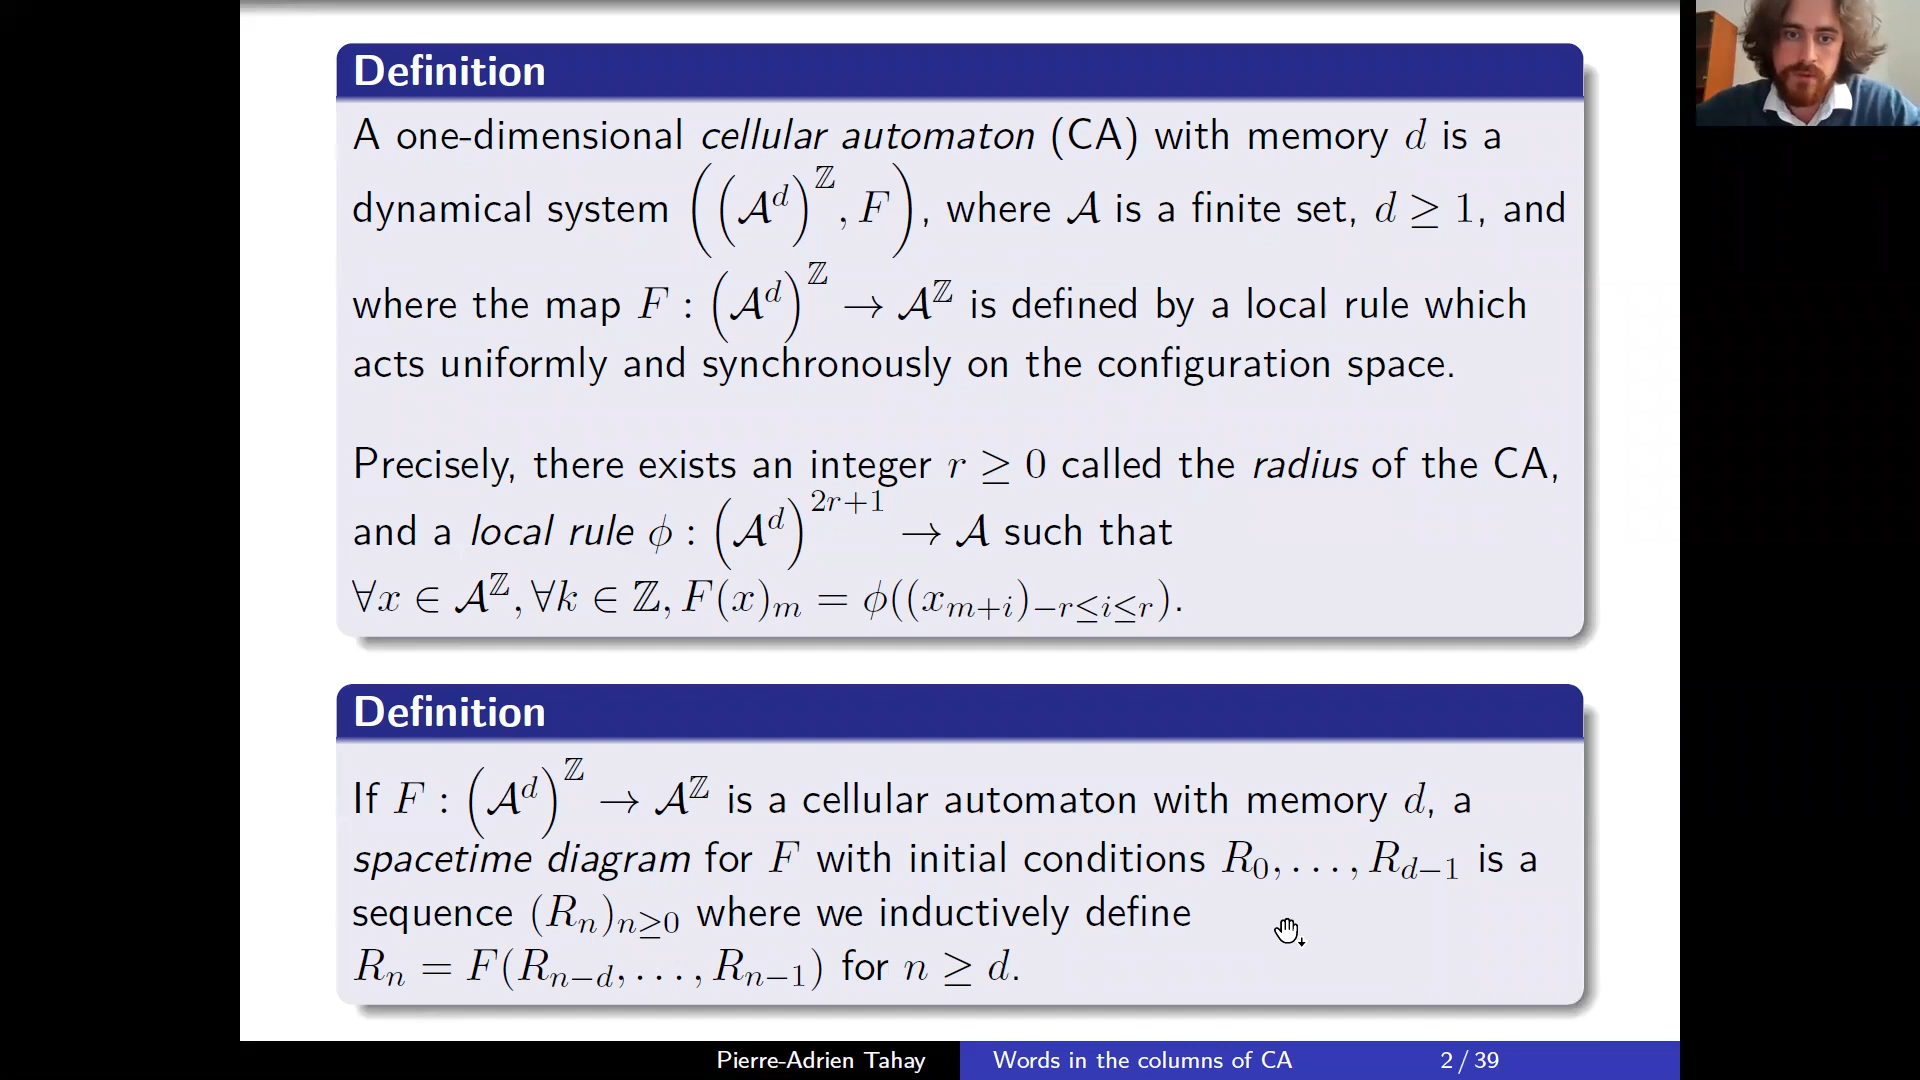 Definition
A one-dimensional cellular automaton (CA) with memory d is a
dynamical system ((𝒜^d)^ℤ, F), where 𝒜 is a finite set, d ≥ 1, and
where the map F : (𝒜^d)^ℤ → 𝒜^ℤ is defined by a local rule which
acts uniformly and synchronously on the configuration space.
Precisely, there exists an integer r ≥ 0 called the radius of the CA,
and a local rule ϕ : (𝒜^d)^{2r+1} → 𝒜 such that
∀x ∈ 𝒜^ℤ, ∀k ∈ ℤ, F(x)_m = ϕ((x_{m+i})_{−r≤i≤r}).
Definition
If F : (𝒜^d)^ℤ → 𝒜^ℤ is a cellular automaton with memory d, a
spacetime diagram for F with initial conditions R_0, . . . , R_{d−1} is a
sequence (R_n)_{n≥0} where we inductively define
R_n = F(R_{n−d}, . . . , R_{n−1}) for n ≥ d.
Pierre-Adrien Tahay Words in the columns of CA 2 / 39